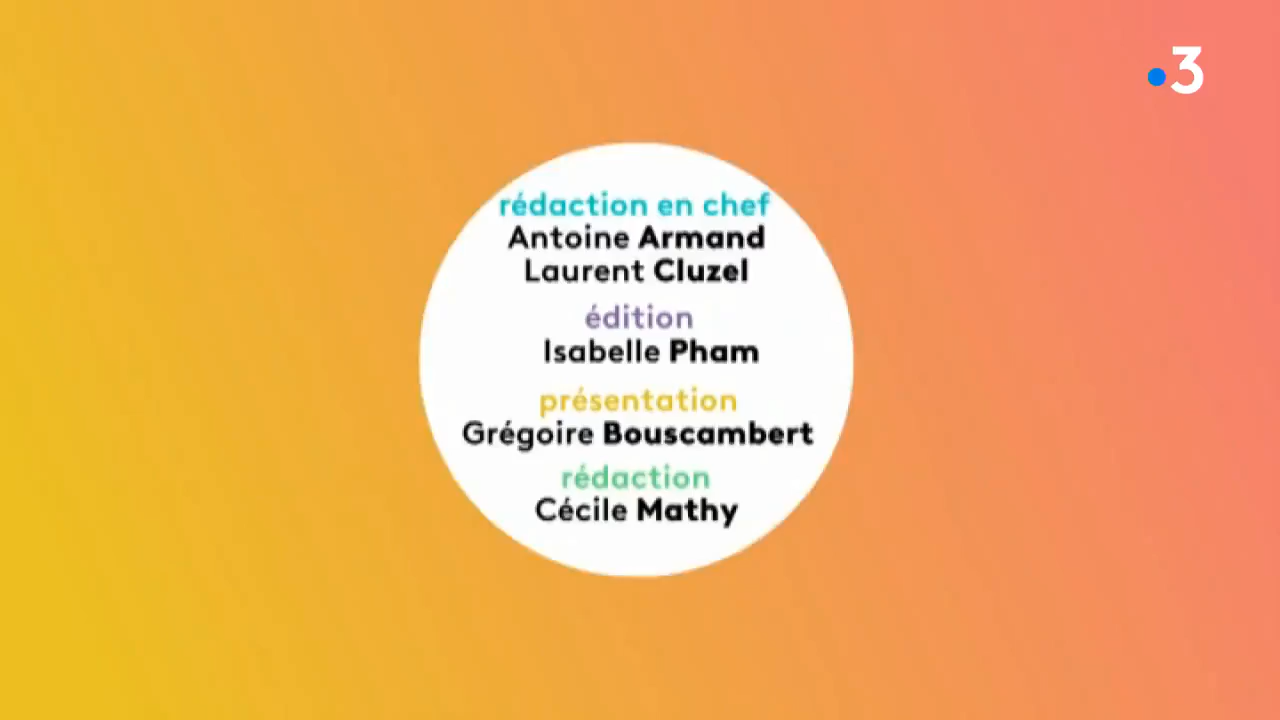 3
rédaction en chef
Antoine Armand
Laurent Cluzel
édition
Isabelle Pham
présentation
Grégoire Bouscambert
rédaction
Cécile Mathy